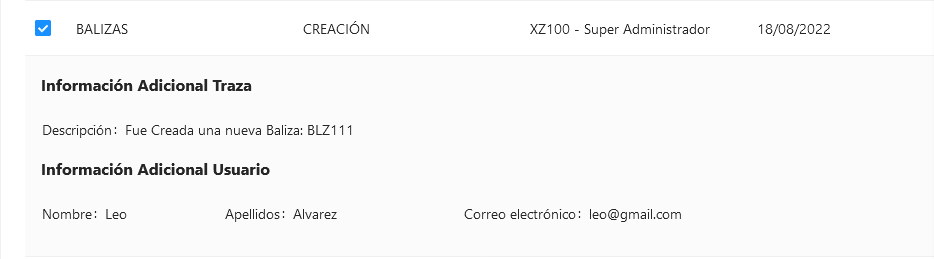 BALIZAS CREACIÓN XZ100 - Super Administrador 18/08/2022
Información Adicional Traza
Descripción: Fue Creada una nueva Baliza: BLZ111
Información Adicional Usuario
Nombre: Leo Apellidos: Alvarez Correo electrónico: leo@gmail.com